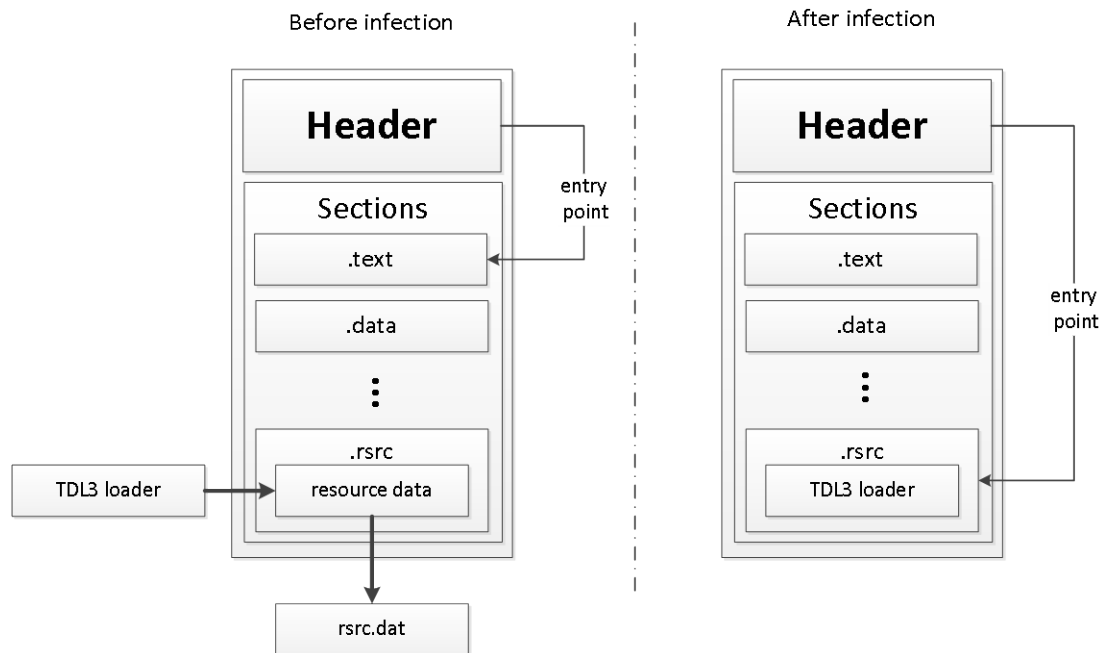 Before infection
Header
entry
point
Sections
.text
.data
.rsrc
TDL3 loader
resource data
rsrc.dat
After infection
Header
Sections
.text
entry
point
.data
.rsrc
TDL3 loader